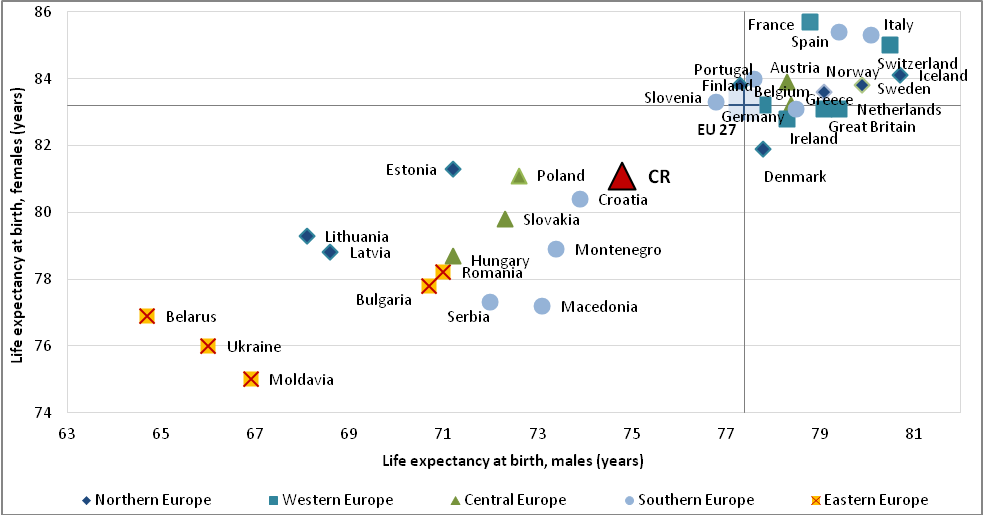 Life expectancy at birth, females (years)
86
84
82
80
78
76
74
France
Italy
Spain
Switzerland
Portugal
Austria
Norway
Iceland
Finland
Belgium
Sweden
Slovenia
Greece
Germany
Netherlands
EU 27
Great Britain
Ireland
Denmark
Estonia
Poland
CR
Croatia
Slovakia
Lithuania
Latvia
Montenegro
Hungary
Romania
Bulgaria
Serbia
Macedonia
Belarus
Ukraine
Moldavia
63 65 67 69 71 73 75 77 79 81
Life expectancy at birth, males (years)
Northern Europe Western Europe Central Europe Southern Europe Eastern Europe